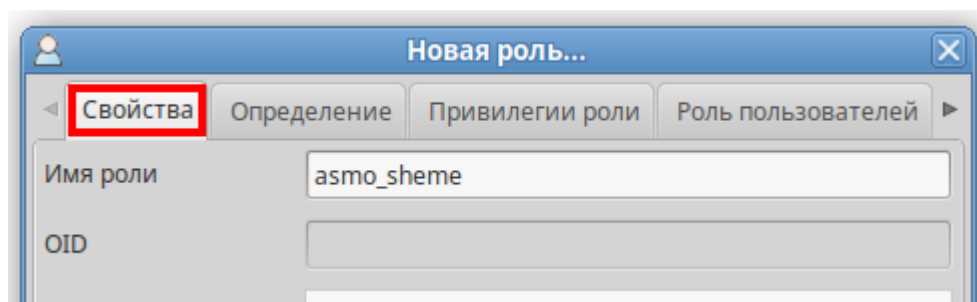 Новая роль...
Свойства Определение Привилегии роли Роль пользователей
Имя роли asmo_sheme
OID